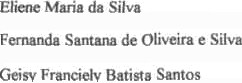 Eliene Maria da Silva
Fernanda Santana de Oliveira e Silva
Geisy Franciely Batista Santos